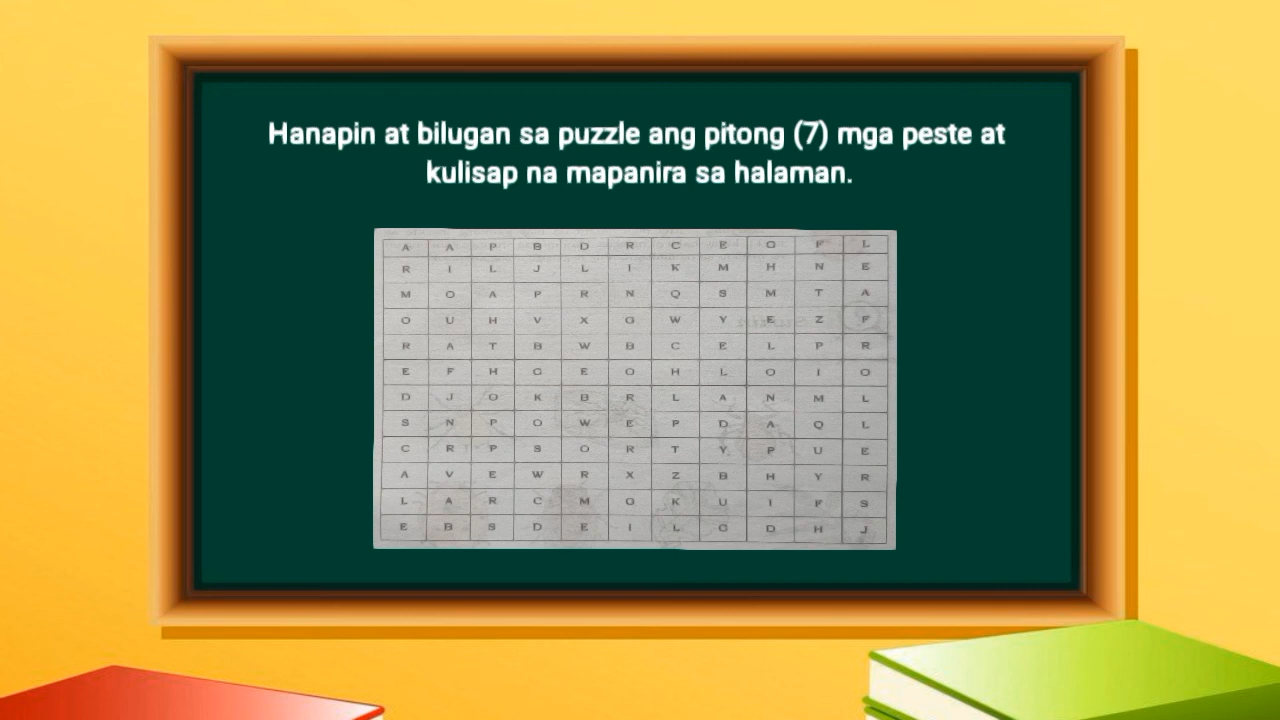 Hanapin at bilugan sa puzzle ang pitong (7) mga peste at
kulisap na mapanira sa halaman.
A A P B D R C E G F L
R I L J L I K M H N E
M O A P R N Q S M T A
O U H V X G W Y E Z F
R A T B W B C E L P R
E F H G E O H L O I O
D J O K B R L A N M L
S N P O W E P D A Q L
C R P S O R T Y P U E
A V E W R X Z B H Y R
L A R C M G K U I F S
E B S D E I L G D H J